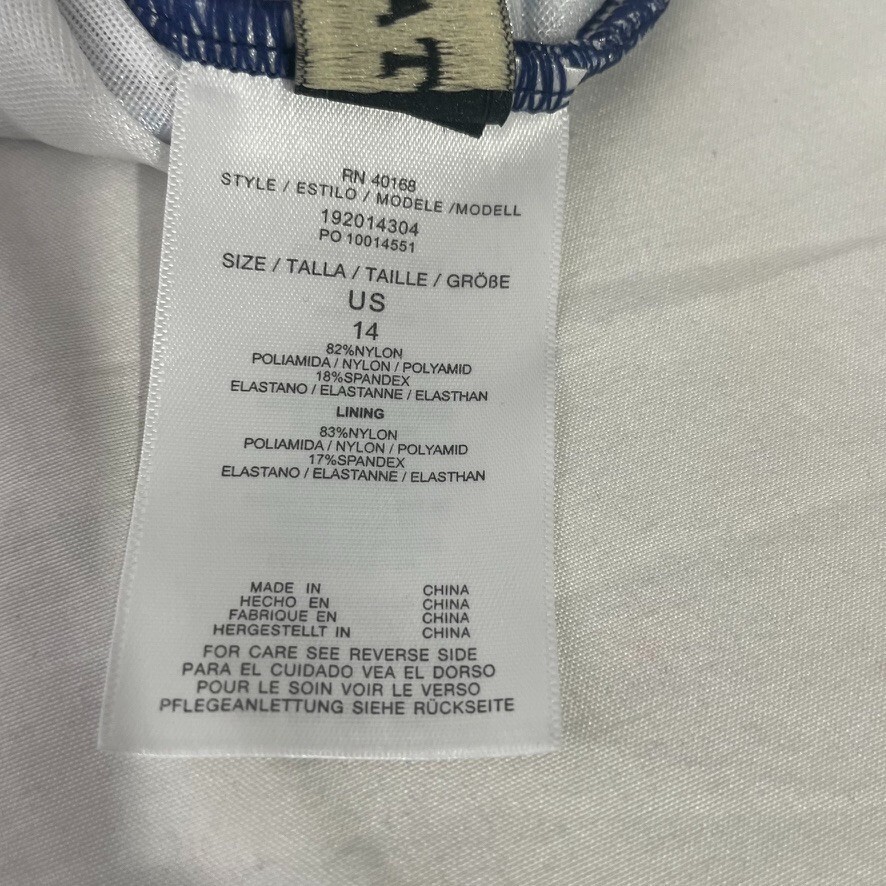 RN 40168
STYLE / ESTILO / MODELE /MODELL
192014304
PO 10014551
SIZE / TALLA / TAILLE / GRÖBE
US
14
82%NYLON
POLIAMIDA / NYLON / POLYAMID
18%SPANDEX
ELASTANO / ELASTANNE / ELASTHAN
LINING
83%NYLON
POLIAMIDA / NYLON / POLYAMID
17%SPANDEX
ELASTANO / ELASTANNE / ELASTHAN
MADE IN CHINA
HECHO EN CHINA
FABRIQUE EN CHINA
HERGESTELLT IN CHINA
FOR CARE SEE REVERSE SIDE
PARA EL CUIDADO VEA EL DORSO
POUR LE SOIN VOIR LE VERSO
PFLEGEANLETTUNG SIEHE RÜCKSEITE